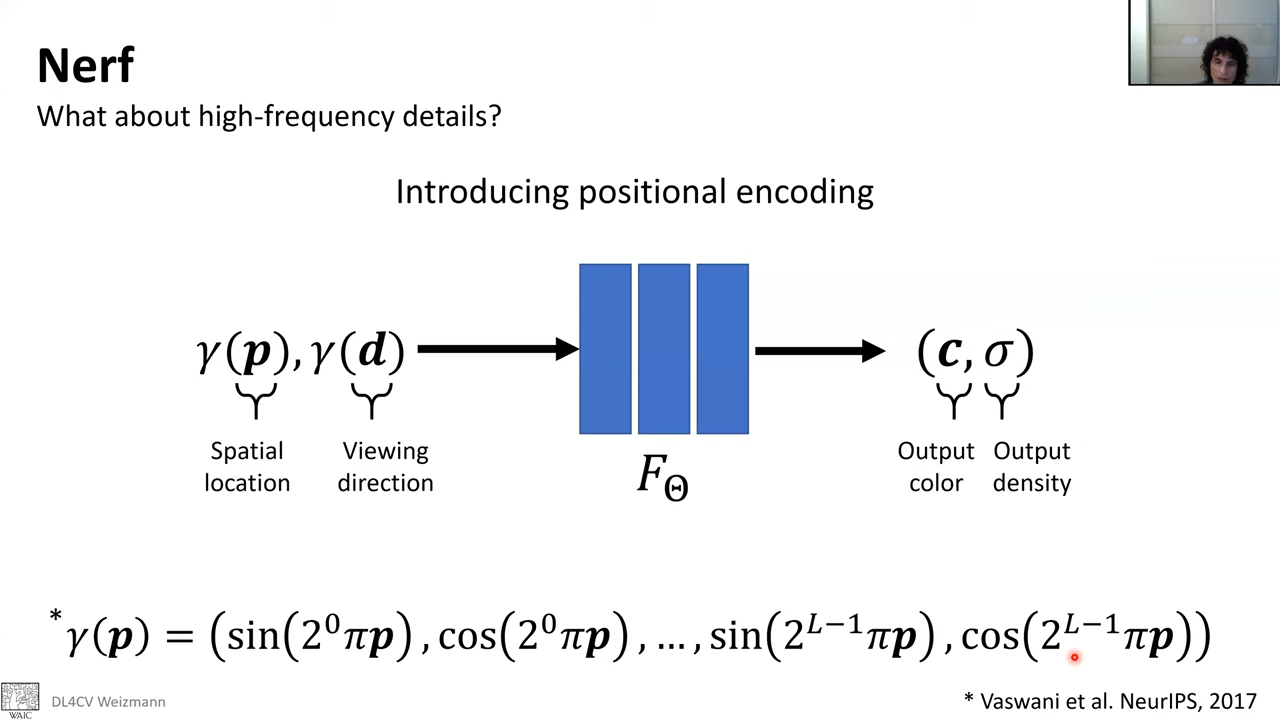 Nerf
What about high-frequency details?
Introducing positional encoding
γ(p), γ(d)
(c, σ)
Spatial location
Viewing direction
F_Θ
Output color
Output density
*γ(p) = (sin(2⁰πp), cos(2⁰πp), …, sin(2^{L−1}πp), cos(2^{L−1}πp))
WAIC
DL4CV Weizmann
* Vaswani et al. NeurIPS, 2017